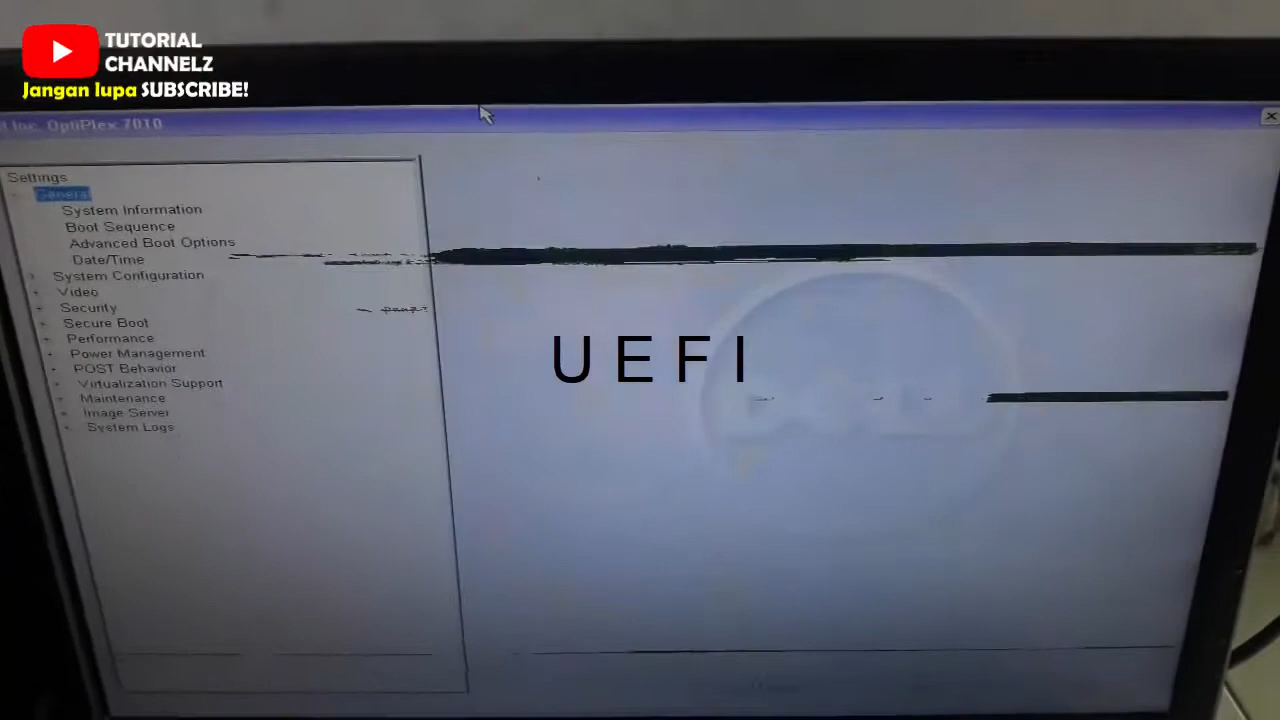 TUTORIAL
CHANNELZ
Jangan lupa SUBSCRIBE!
Inc. OptiPlex 7010
Settings
General
System Information
Boot Sequence
Advanced Boot Options
Date/Time
System Configuration
Video
Security
Secure Boot
Performance
Power Management
POST Behavior
Virtualization Support
Maintenance
Image Server
System Logs
UEFI